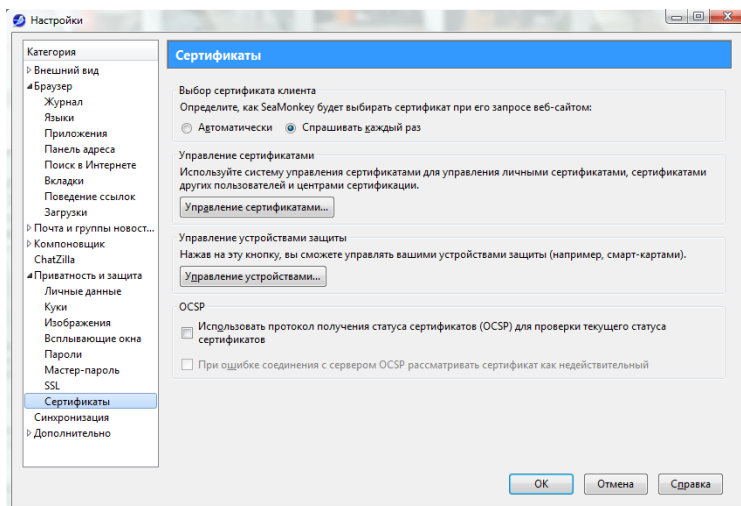 Настройки
Категория
Внешний вид
Браузер
Журнал
Языки
Приложения
Панель адреса
Поиск в Интернете
Вкладки
Поведение ссылок
Загрузки
Почта и группы новост...
Компоновщик
ChatZilla
Приватность и защита
Личные данные
Куки
Изображения
Всплывающие окна
Пароли
Мастер-пароль
SSL
Сертификаты
Синхронизация
Дополнительно
Сертификаты
Выбор сертификата клиента
Определите, как SeaMonkey будет выбирать сертификат при его запросе веб-сайтом:
Автоматически Спрашивать каждый раз
Управление сертификатами
Используйте систему управления сертификатами для управления личными сертификатами, сертификатами
других пользователей и центрами сертификации.
Управление сертификатами...
Управление устройствами защиты
Нажав на эту кнопку, вы сможете управлять вашими устройствами защиты (например, смарт-картами).
Управление устройствами...
OCSP
Использовать протокол получения статуса сертификатов (OCSP) для проверки текущего статуса
сертификатов
При ошибке соединения с сервером OCSP рассматривать сертификат как недействительный
OK Отмена Справка